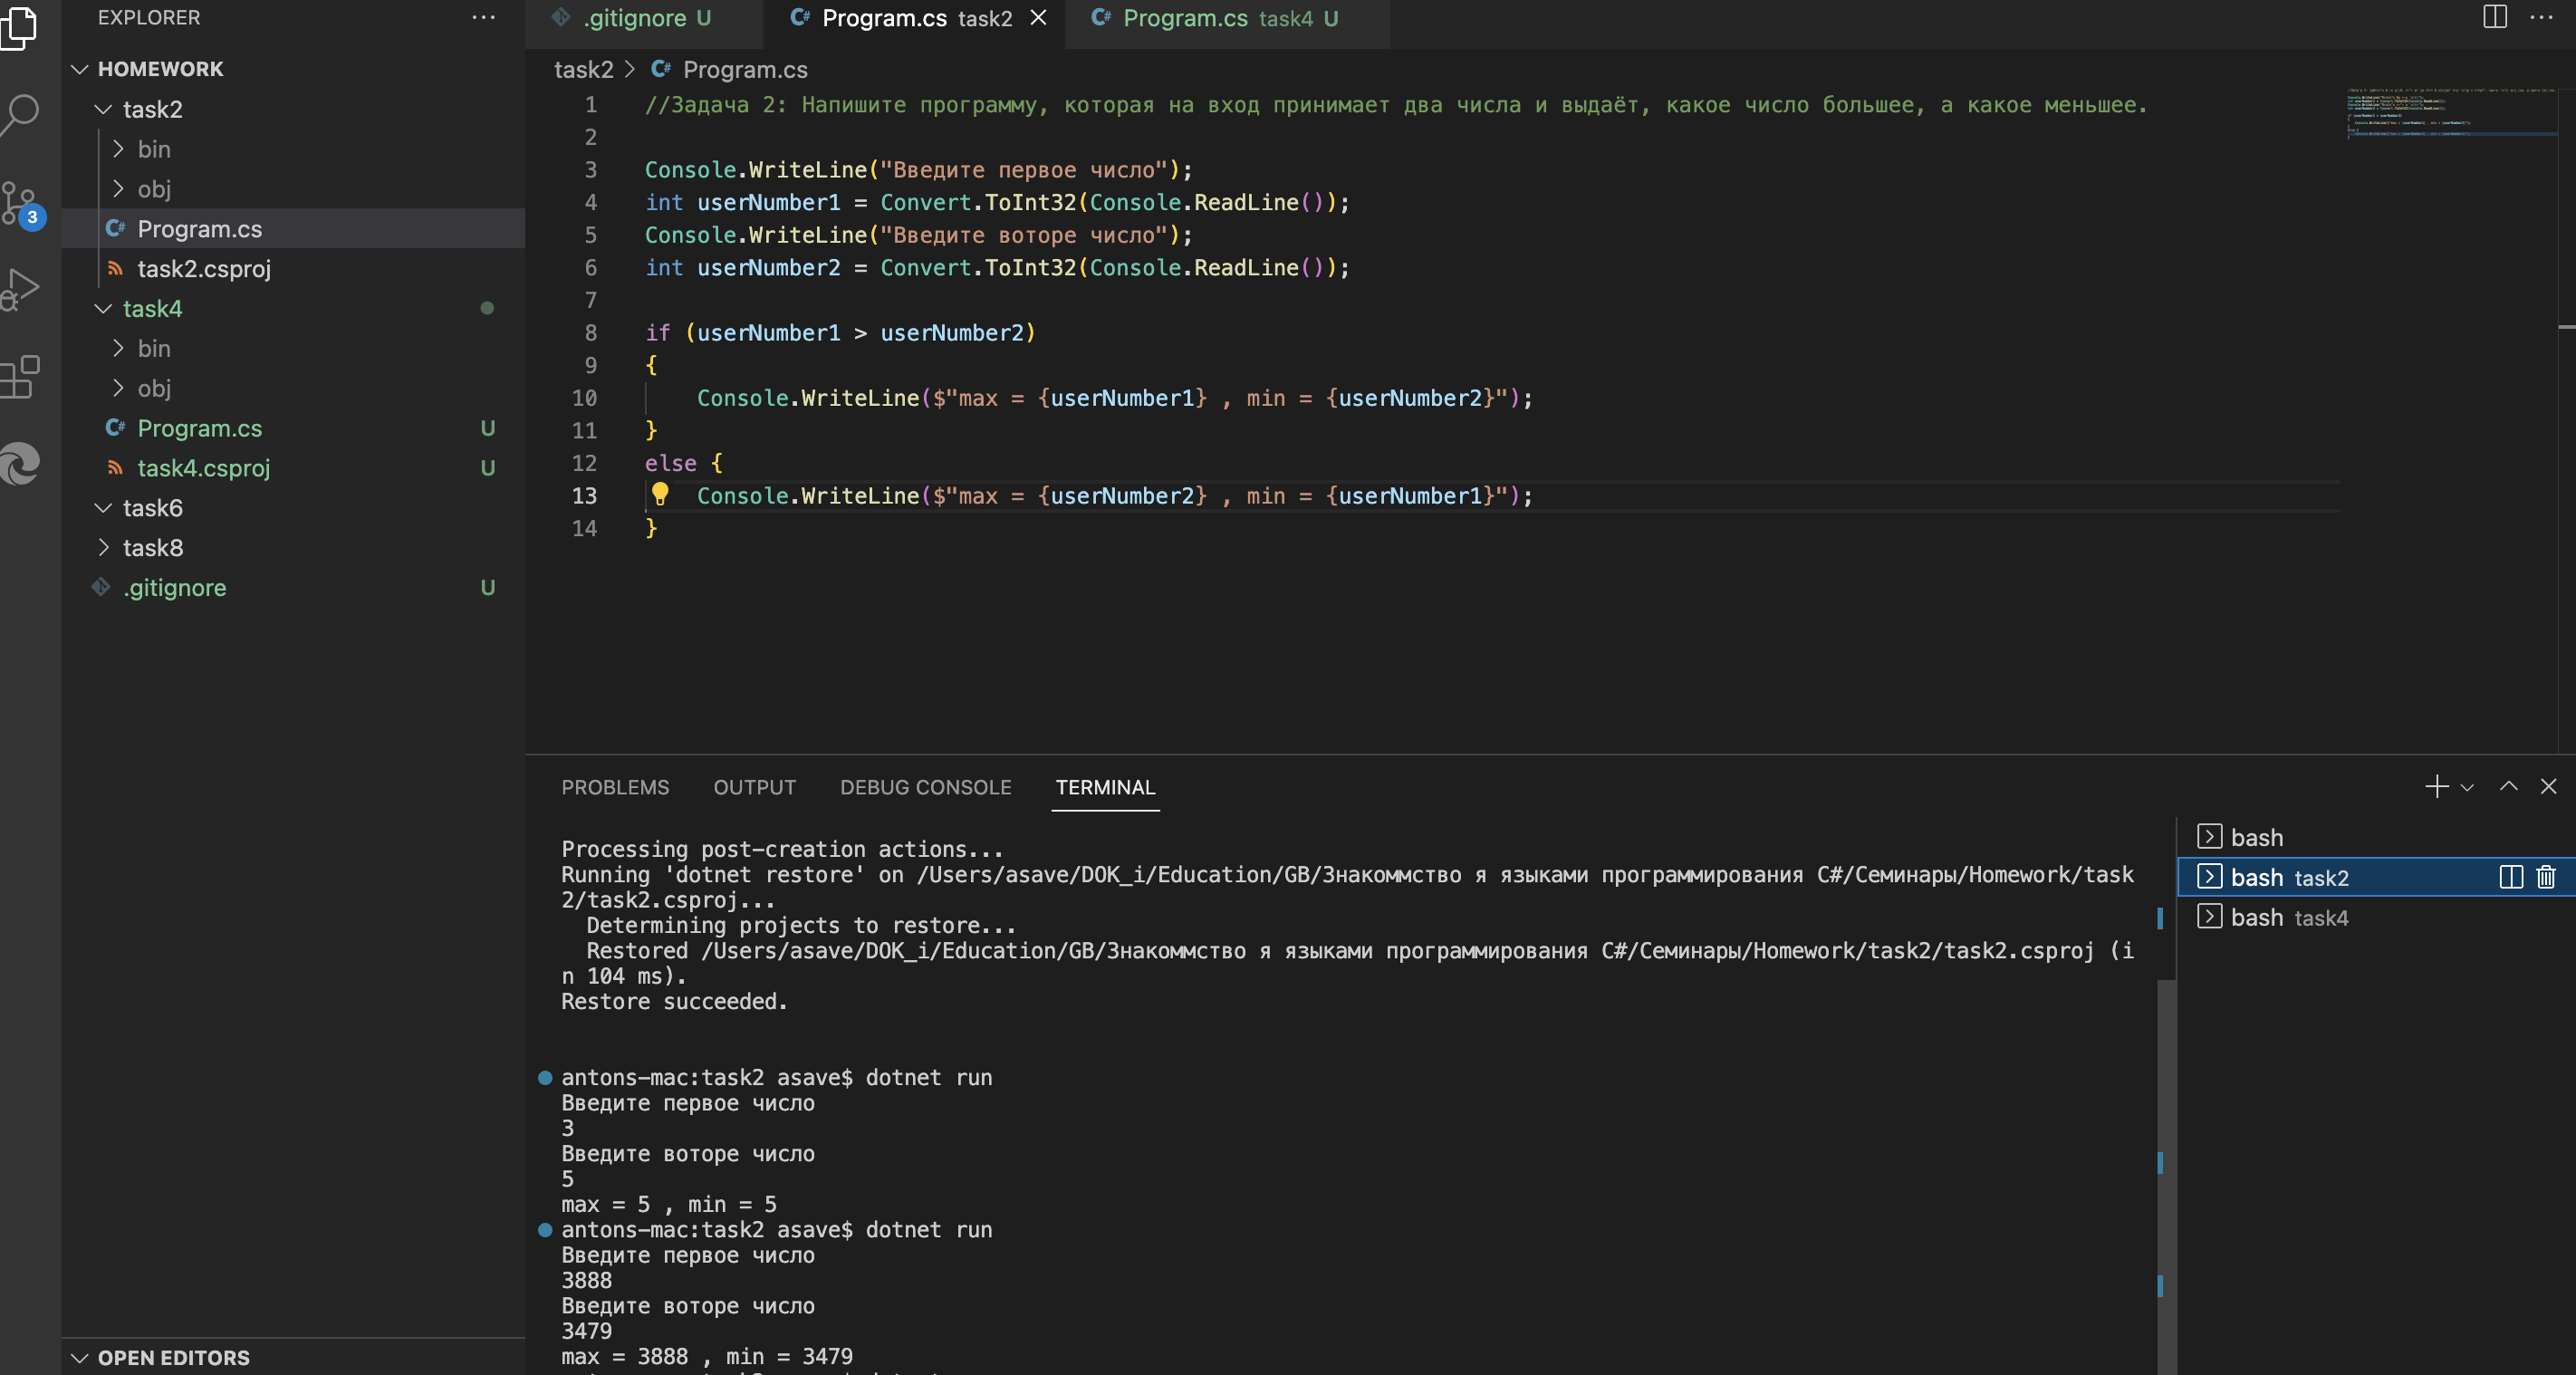 EXPLORER
HOMEWORK
task2
bin
obj
Program.cs
task2.csproj
task4
bin
obj
Program.cs U
task4.csproj U
task6
task8
.gitignore U
OPEN EDITORS
3
.gitignore U
Program.cs task2
Program.cs task4 U
task2 > Program.cs
1 //Задача 2: Напишите программу, которая на вход принимает два числа и выдаёт, какое число большее, а какое меньшее.
2
3 Console.WriteLine("Введите первое число");
4 int userNumber1 = Convert.ToInt32(Console.ReadLine());
5 Console.WriteLine("Введите воторе число");
6 int userNumber2 = Convert.ToInt32(Console.ReadLine());
7
8 if (userNumber1 > userNumber2)
9 {
10 Console.WriteLine($"max = {userNumber1} , min = {userNumber2}");
11 }
12 else {
13 Console.WriteLine($"max = {userNumber2} , min = {userNumber1}");
14 }
PROBLEMS OUTPUT DEBUG CONSOLE TERMINAL
Processing post-creation actions...
Running 'dotnet restore' on /Users/asave/DOK_i/Education/GB/Знакоммство я языками программирования C#/Семинары/Homework/task
2/task2.csproj...
Determining projects to restore...
Restored /Users/asave/DOK_i/Education/GB/Знакоммство я языками программирования C#/Семинары/Homework/task2/task2.csproj (i
n 104 ms).
Restore succeeded.
antons-mac:task2 asave$ dotnet run
Введите первое число
3
Введите воторе число
5
max = 5 , min = 5
antons-mac:task2 asave$ dotnet run
Введите первое число
3888
Введите воторе число
3479
max = 3888 , min = 3479
bash
bash task2
bash task4